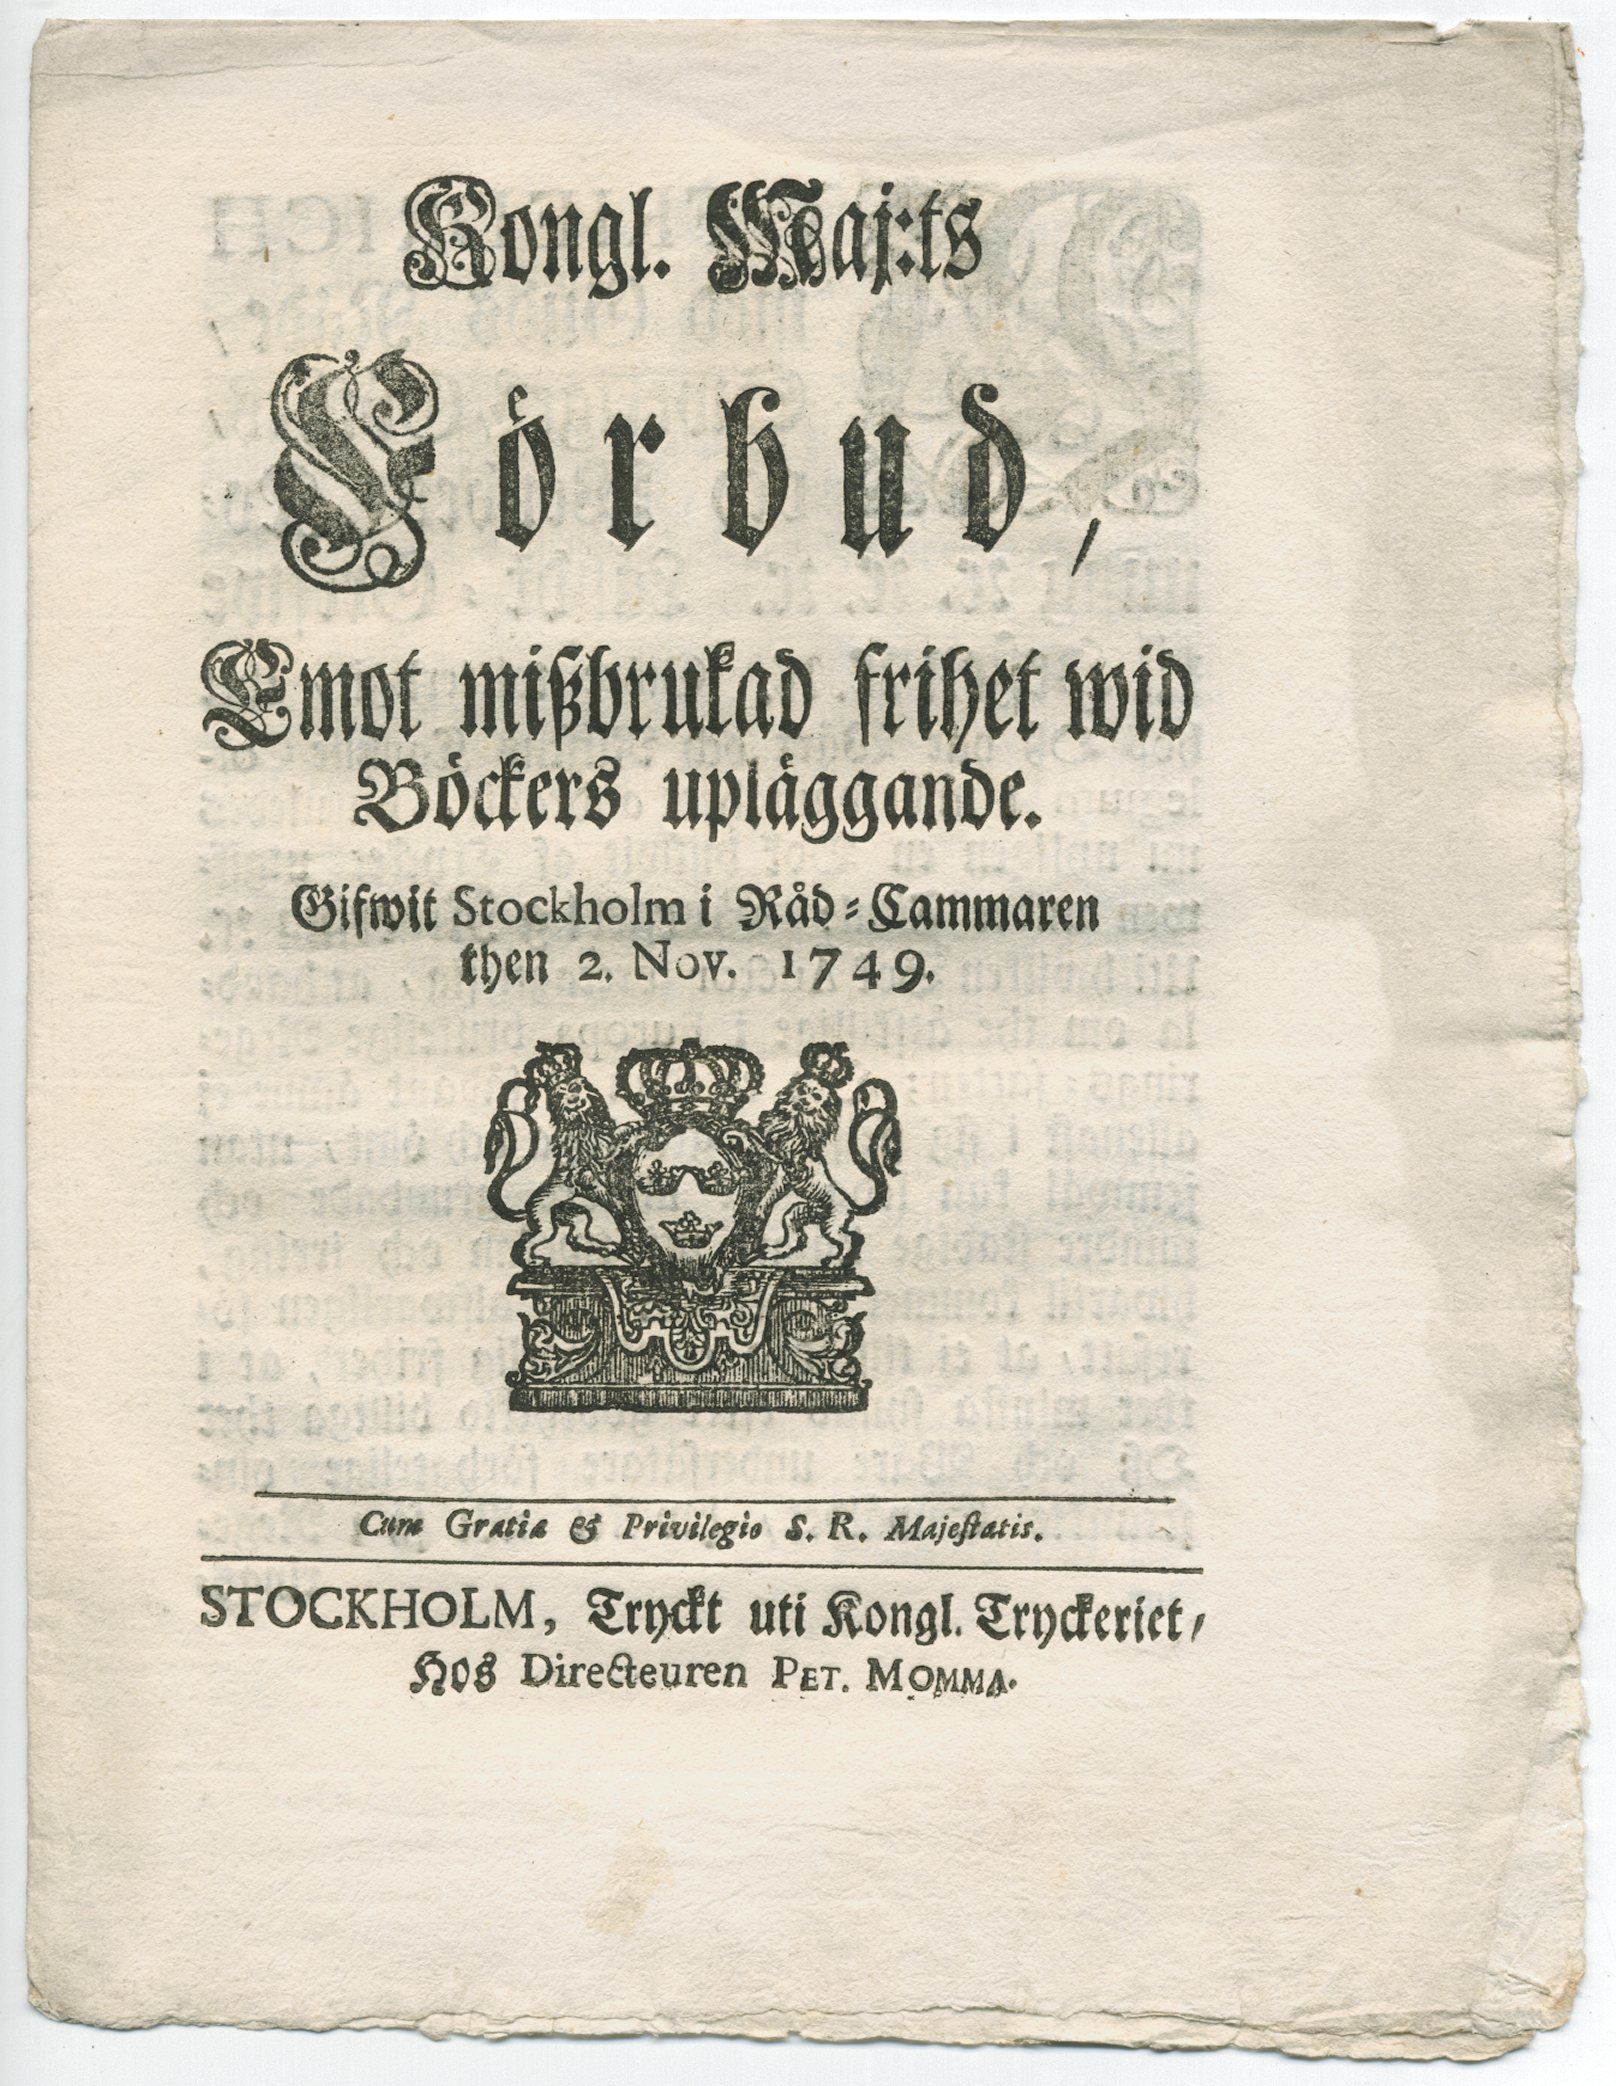 Kongl. Maj:ts
Förbud,
Emot mißbrukad frihet wid
Böckers upläggande.
Gifwit Stockholm i Råd-Cammaren
then 2. Nov. 1749.
Cum Gratia & Privilegio S. R. Majestatis.
STOCKHOLM, Tryckt uti Kongl. Tryckeriet,
Hos Directeuren PET. MOMMA.